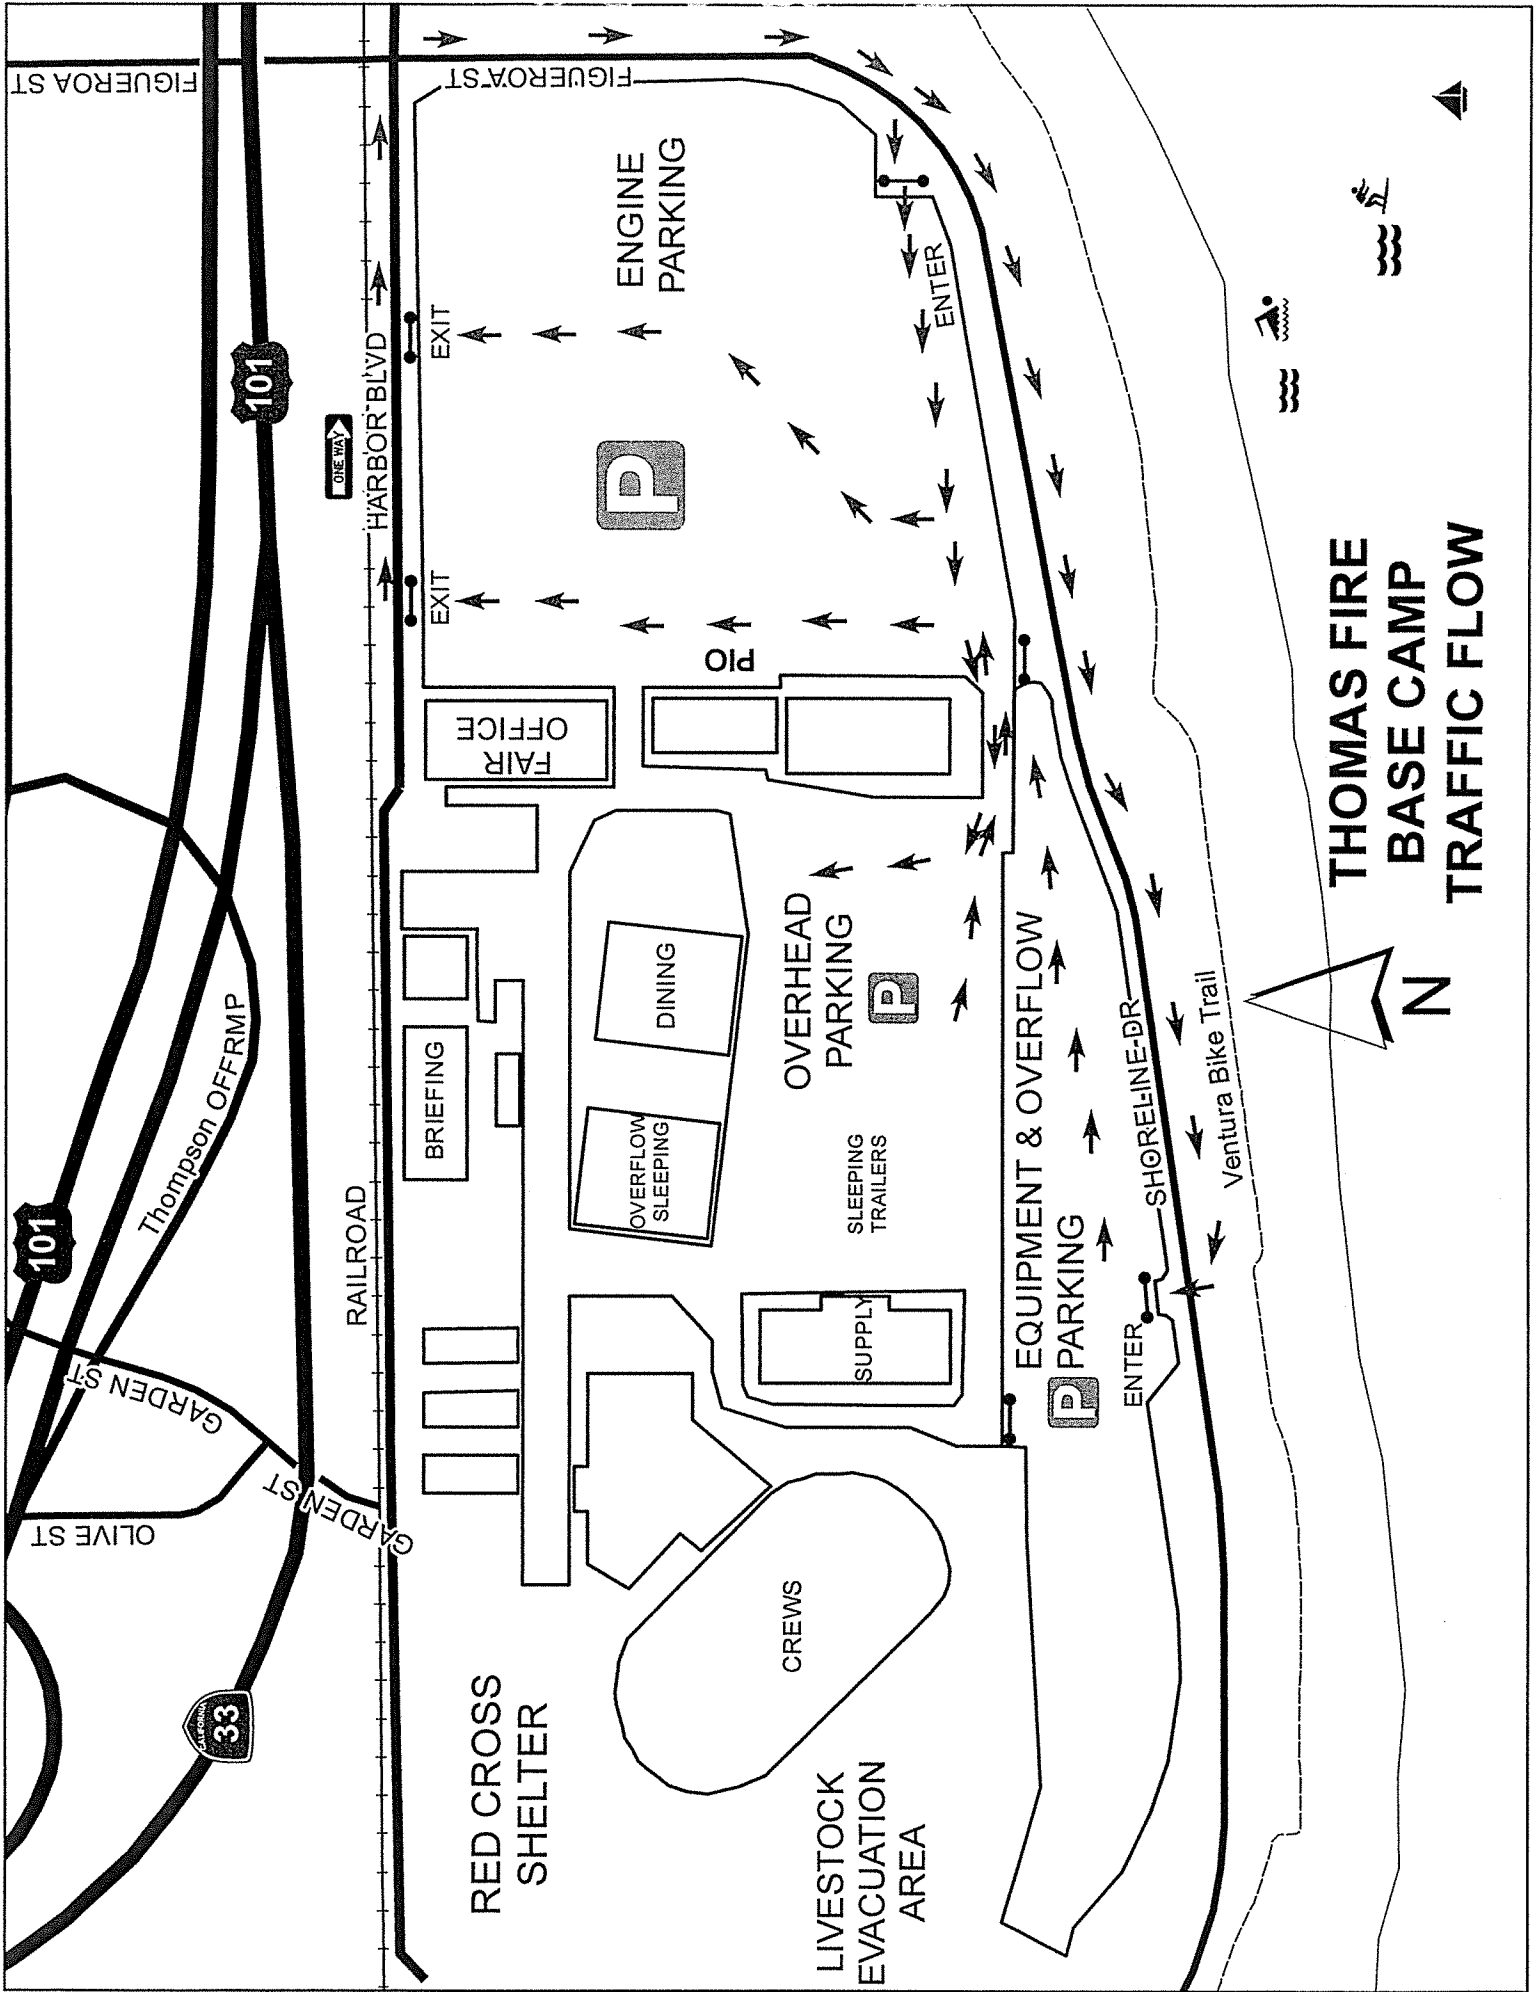 THOMAS FIRE
BASE CAMP
TRAFFIC FLOW
N
101
101
CALIFORNIA
33
OLIVE ST
GARDEN ST
GARDEN ST
GARDEN ST
Thompson OFFRMP
RAILROAD
ONE WAY
HARBOR BLVD
FIGUEROA ST
FIGUEROA ST
RED CROSS
SHELTER
BRIEFING
FAIR
OFFICE
EXIT
EXIT
ENGINE
PARKING
P
PIO
OVERFLOW
SLEEPING
DINING
OVERHEAD
PARKING
P
CREWS
SUPPLY
SLEEPING
TRAILERS
LIVESTOCK
EVACUATION
AREA
EQUIPMENT & OVERFLOW
PARKING
P
ENTER
ENTER
SHORELINE DR
Ventura Bike Trail